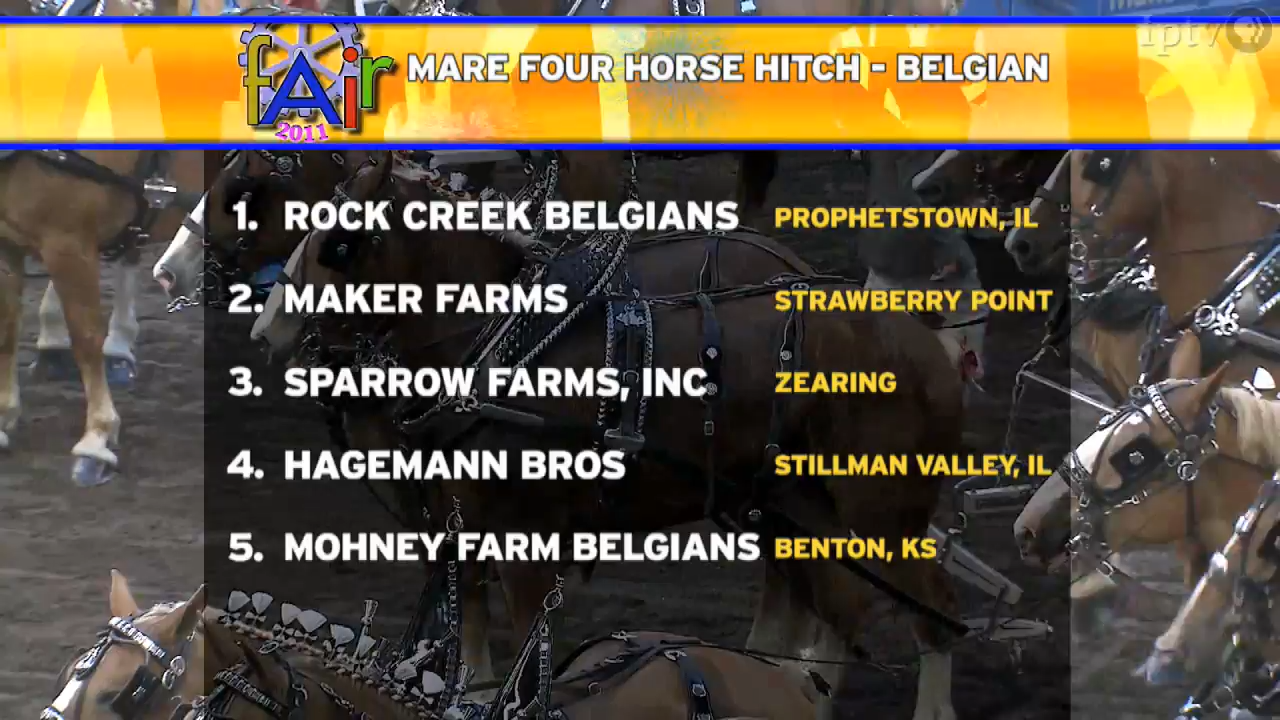 iptv
fAir
2011
MARE FOUR HORSE HITCH - BELGIAN
1. ROCK CREEK BELGIANS PROPHETSTOWN, IL
2. MAKER FARMS STRAWBERRY POINT
3. SPARROW FARMS, INC. ZEARING
4. HAGEMANN BROS STILLMAN VALLEY, IL
5. MOHNEY FARM BELGIANS BENTON, KS